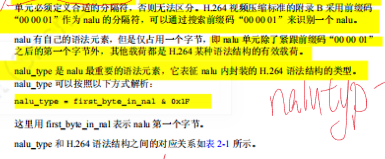 单元必须定义合适的分隔符，否则无法区分。H.264 视频压缩标准的附录 B 采用前缀码
“00 00 01”作为 nalu 的分隔符，可以通过搜索前缀码“00 00 01”来识别一个 nalu。
nalu 有自己的语法元素，但是仅占用一个字节，即 nalu 单元除了紧跟前缀码“00 00 01”
之后的第一个字节外，其他载荷都是 H.264 某种语法结构的有效载荷。
nalu_type 是 nalu 最重要的语法元素，它表征 nalu 内封装的 H.264 语法结构的类型。
nalu_type 可以按照以下方式解析：
nalu_type = first_byte_in_nal & 0x1F
nalutyp
这里用 first_byte_in_nal 表示 nalu 第一个字节。
nalu_type 和 H.264 语法结构之间的对应关系如表 2-1 所示。